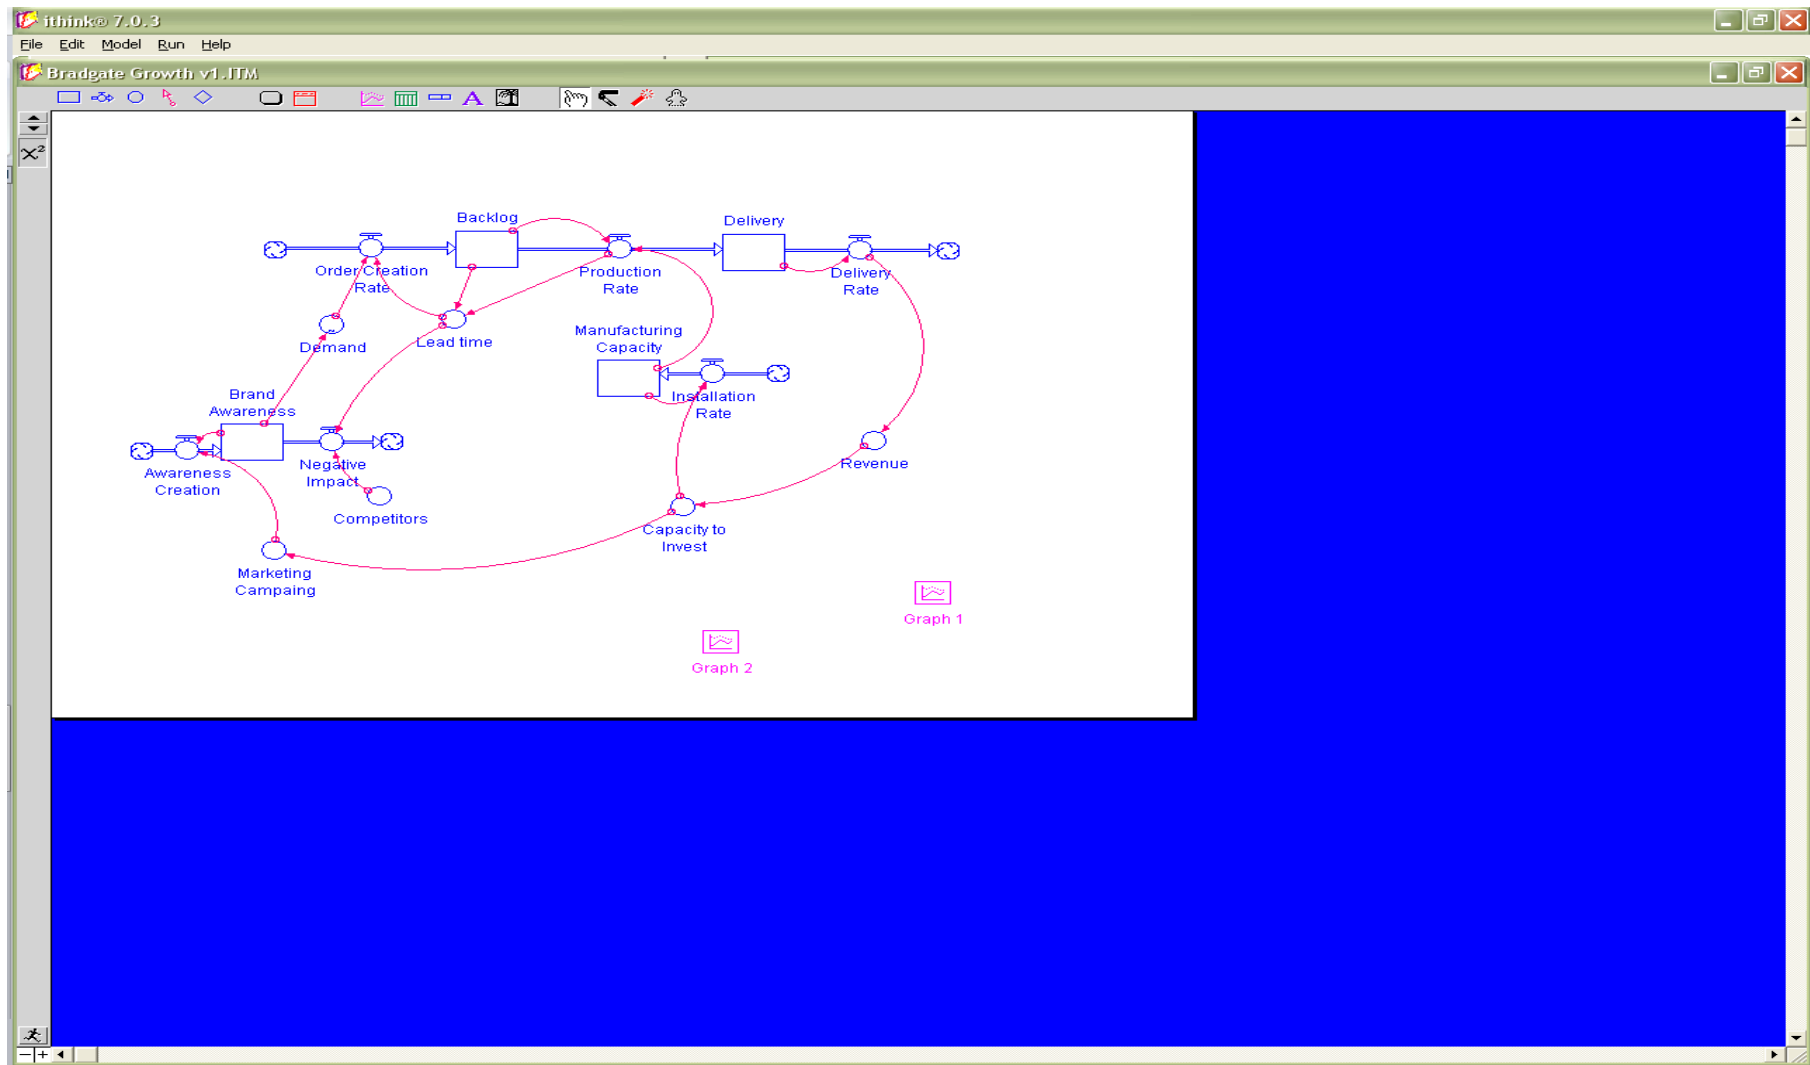 ithink® 7.0.3
File Edit Model Run Help
Bradgate Growth v1.ITM
A
x²
Backlog
Delivery
Order Creation
Rate
Production
Rate
Delivery
Rate
Demand
Lead time
Manufacturing
Capacity
Brand
Awareness
Installation
Rate
Awareness
Creation
Negative
Impact
Revenue
Competitors
Capacity to
Invest
Marketing
Campaing
Graph 1
Graph 2